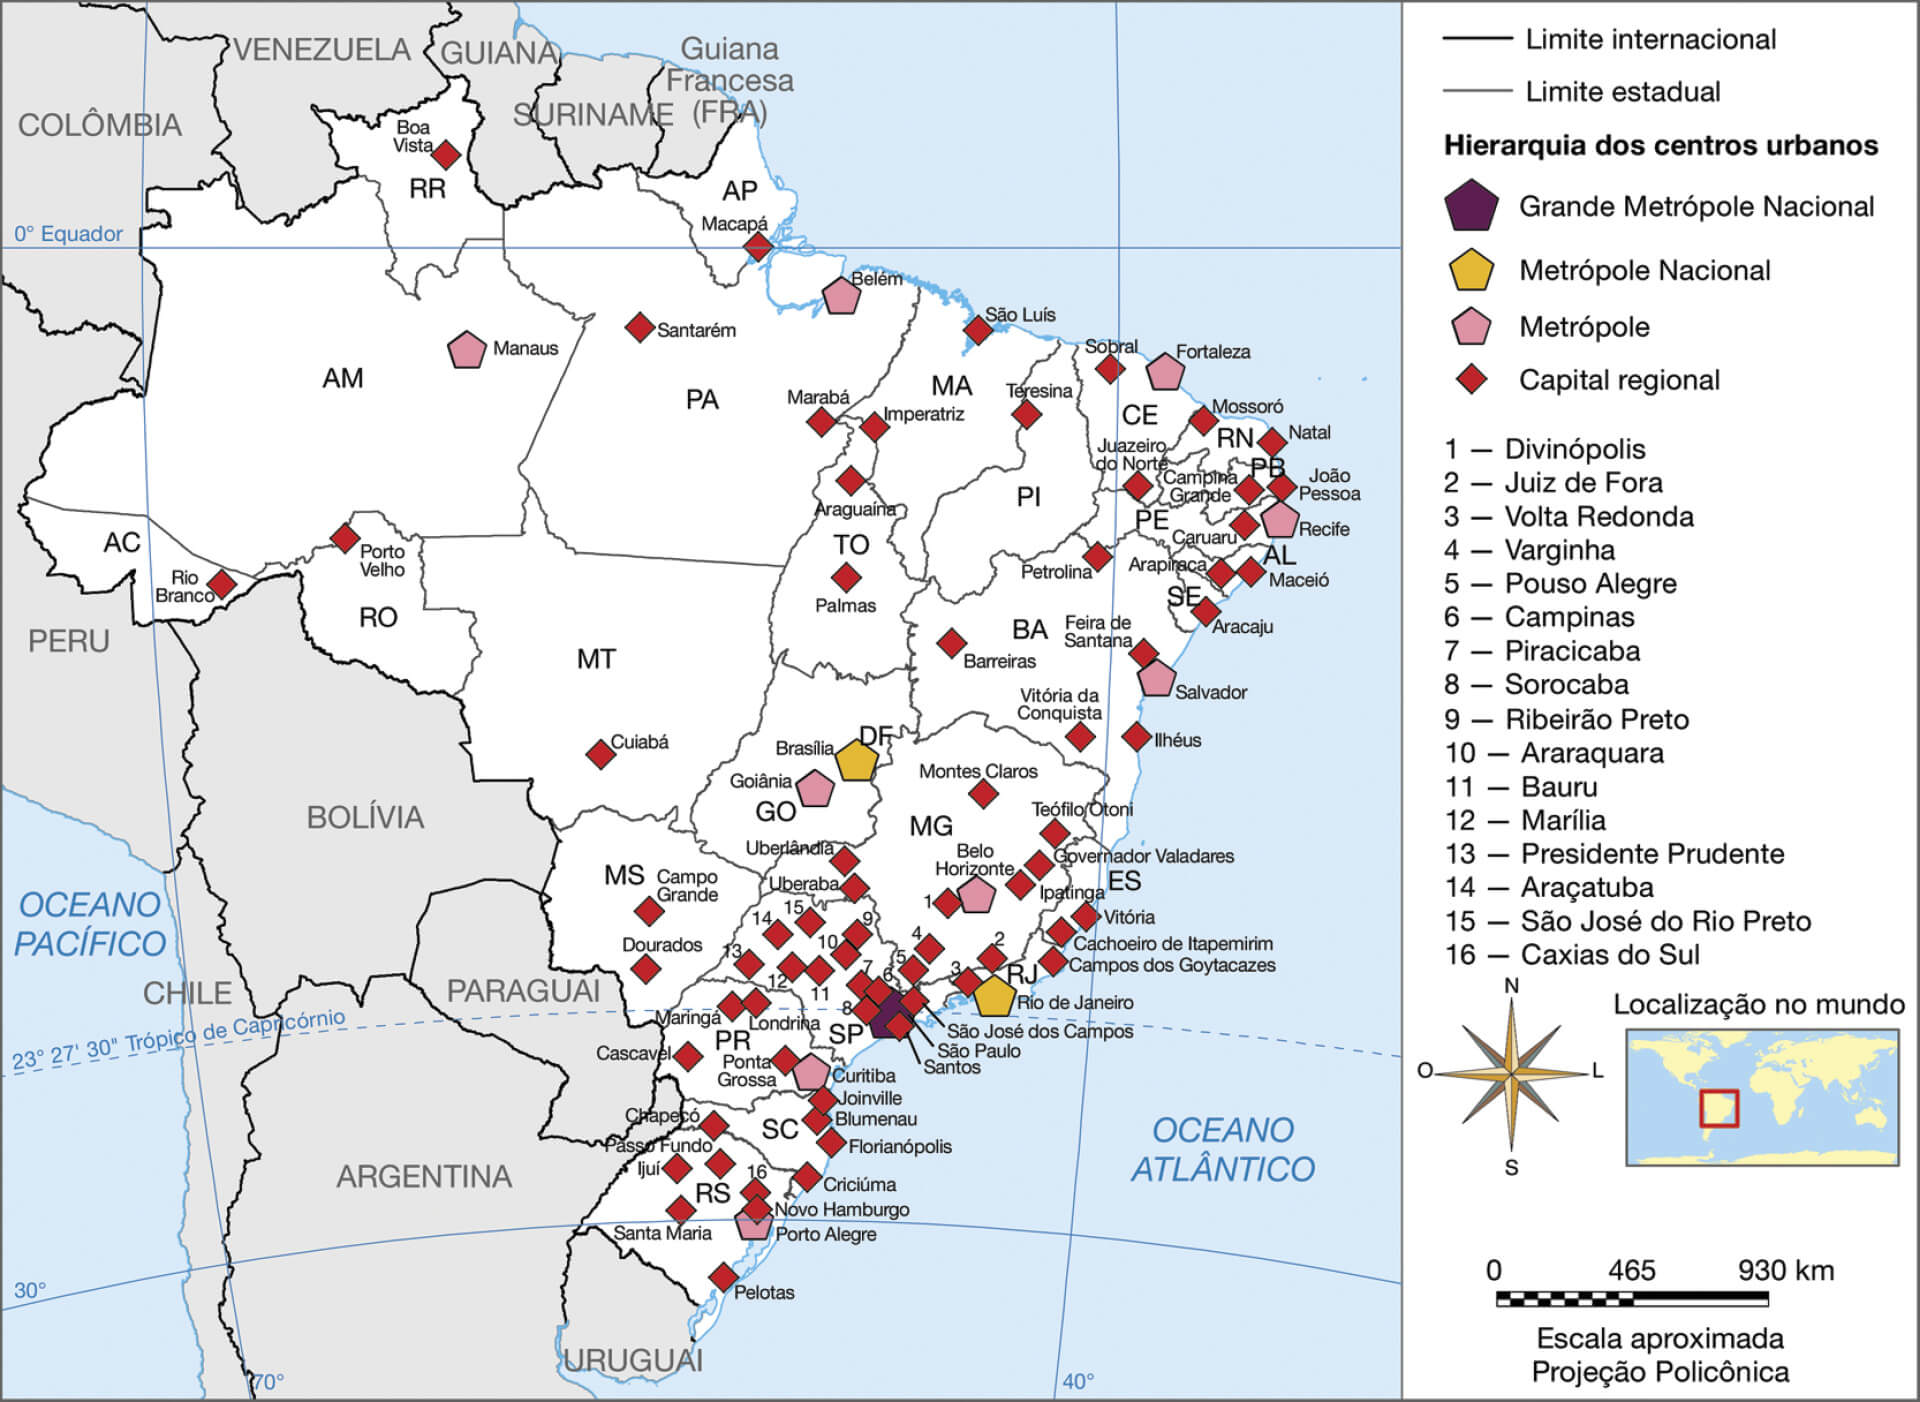 VENEZUELA
GUIANA
Guiana
Francesa
(FRA)
SURINAME
COLÔMBIA
Boa
Vista
RR
AP
Macapá
0° Equador
Belém
Santarém
São Luís
Manaus
Sobral
Fortaleza
AM
PA
MA
Marabá
Imperatriz
Teresina
CE
Mossoró
RN
Natal
Juazeiro
do Norte
Campina
Grande
PB
João
Pessoa
Araguaína
PI
PE
Caruaru
Recife
AC
Porto
Velho
TO
Rio
Branco
Palmas
Petrolina
Arapiraca
AL
Maceió
SE
Aracaju
RO
PERU
MT
BA
Feira de
Santana
Barreiras
Salvador
Vitória da
Conquista
Ilhéus
Cuiabá
Brasília
DF
Goiânia
GO
Montes Claros
BOLÍVIA
MG
Teófilo Otoni
Uberlândia
Belo
Horizonte
Governador Valadares
MS
Campo
Grande
Uberaba
Ipatinga
ES
1
Vitória
OCEANO
PACÍFICO
15
14
9
10
4
2
Cachoeiro de Itapemirim
Dourados
13
12
11
7
6
5
3
RJ
Campos dos Goytacazes
CHILE
PARAGUAI
8
Rio de Janeiro
Maringá
Londrina
SP
São José dos Campos
São Paulo
Santos
23° 27' 30" Trópico de Capricórnio
PR
Cascavel
Ponta
Grossa
Curitiba
Joinville
Chapecó
Blumenau
SC
Florianópolis
Passo Fundo
Ijuí
16
Criciúma
RS
Novo Hamburgo
Santa Maria
Porto Alegre
ARGENTINA
OCEANO
ATLÂNTICO
30°
Pelotas
URUGUAI
70°
40°
Limite internacional
Limite estadual
Hierarquia dos centros urbanos
Grande Metrópole Nacional
Metrópole Nacional
Metrópole
Capital regional
1 — Divinópolis
2 — Juiz de Fora
3 — Volta Redonda
4 — Varginha
5 — Pouso Alegre
6 — Campinas
7 — Piracicaba
8 — Sorocaba
9 — Ribeirão Preto
10 — Araraquara
11 — Bauru
12 — Marília
13 — Presidente Prudente
14 — Araçatuba
15 — São José do Rio Preto
16 — Caxias do Sul
N
O
L
S
Localização no mundo
0 465 930 km
Escala aproximada
Projeção Policônica